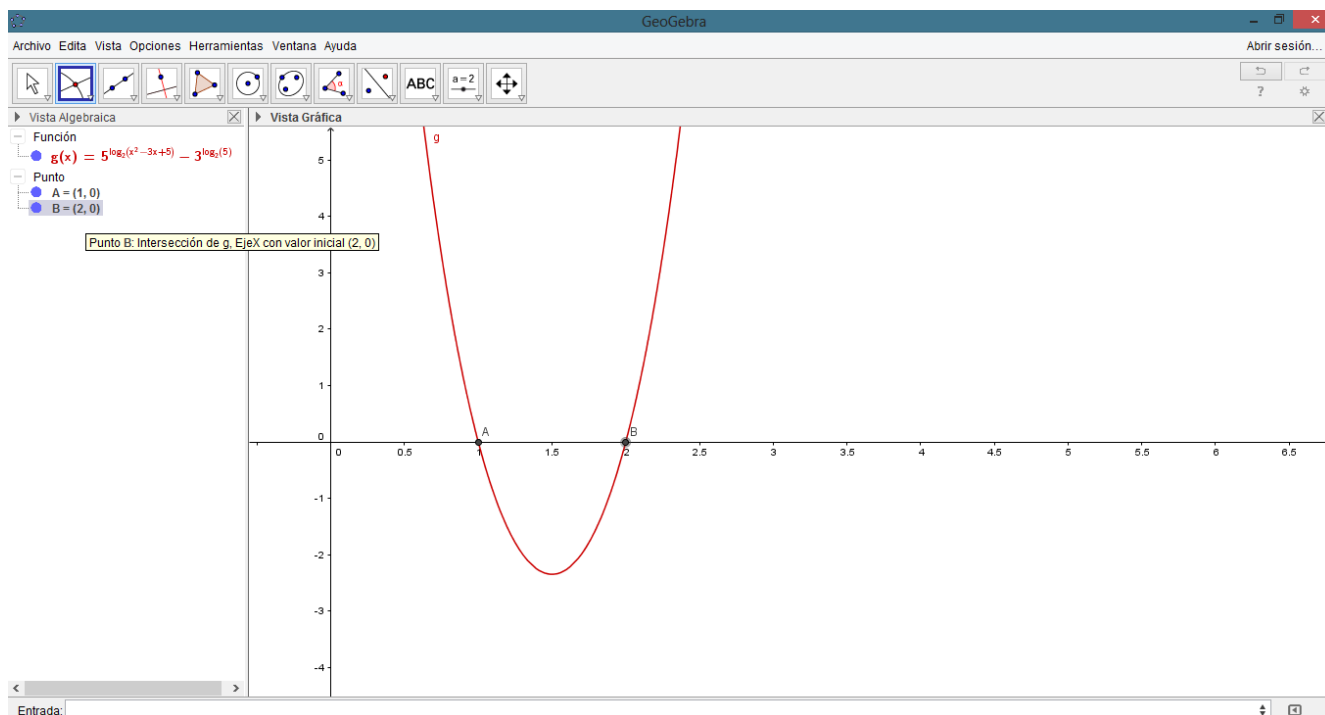 GeoGebra
Archivo Edita Vista Opciones Herramientas Ventana Ayuda
Abrir sesión...
ABC
a=2
α
?
Vista Algebraica
Vista Gráfica
Función
g(x) = 5^log₂(x²−3x+5) − 3^log₂(5)
Punto
A = (1, 0)
B = (2, 0)
Punto B: Intersección de g, EjeX con valor inicial (2, 0)
g
5
4
3
2
1
0
-1
-2
-3
-4
A
B
0 0.5 1 1.5 2 2.5 3 3.5 4 4.5 5 5.5 6 6.5
Entrada: